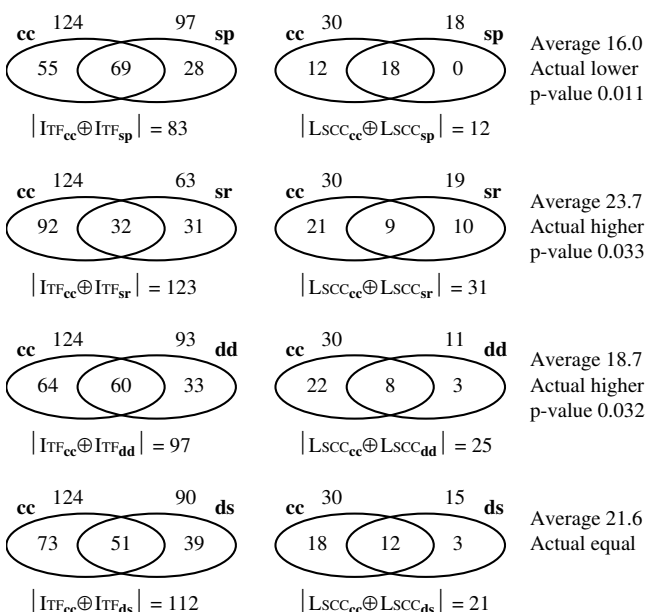 cc 124 97 sp cc 30 18 sp
55 69 28 12 18 0
|ITFcc⊕ITFsp| = 83 |LSCCcc⊕LSCCsp| = 12
Average 16.0
Actual lower
p-value 0.011
cc 124 63 sr cc 30 19 sr
92 32 31 21 9 10
|ITFcc⊕ITFsr| = 123 |LSCCcc⊕LSCCsr| = 31
Average 23.7
Actual higher
p-value 0.033
cc 124 93 dd cc 30 11 dd
64 60 33 22 8 3
|ITFcc⊕ITFdd| = 97 |LSCCcc⊕LSCCdd| = 25
Average 18.7
Actual higher
p-value 0.032
cc 124 90 ds cc 30 15 ds
73 51 39 18 12 3
|ITFcc⊕ITFds| = 112 |LSCCcc⊕LSCCds| = 21
Average 21.6
Actual equal